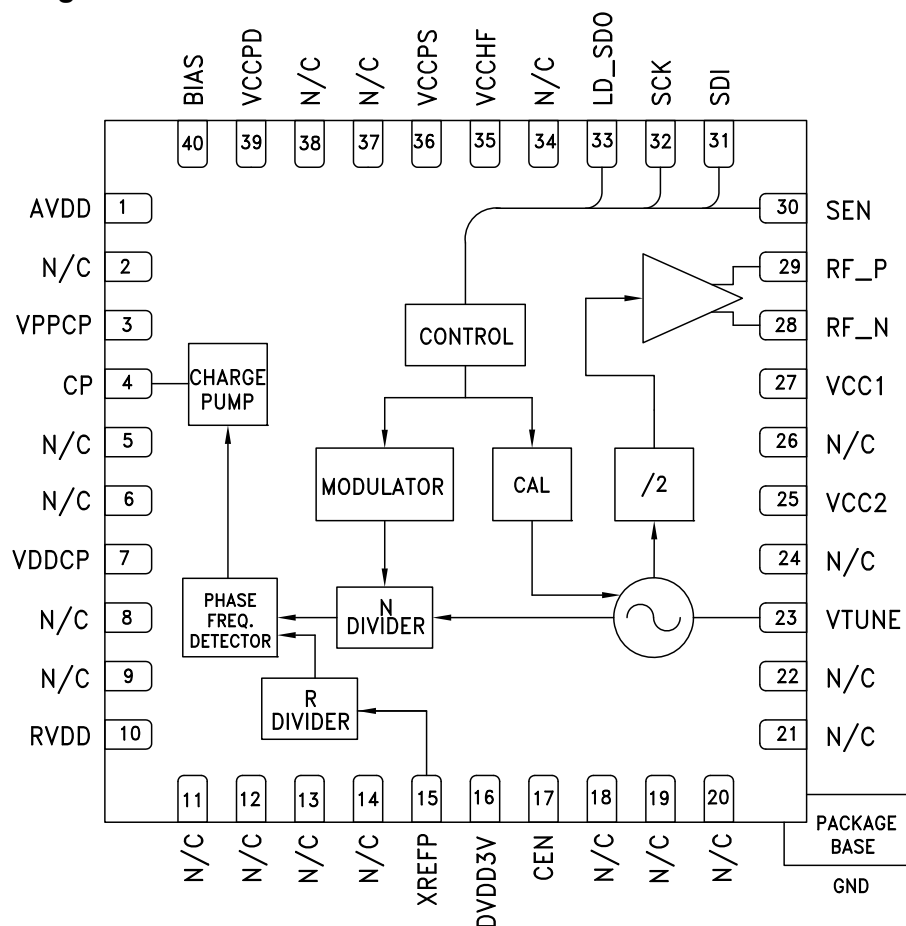 BIAS
VCCPD
N/C
N/C
VCCPS
VCCHF
N/C
LD_SDO
SCK
SDI
40
39
38
37
36
35
34
33
32
31
AVDD 1
N/C 2
VPPCP 3
CP 4
N/C 5
N/C 6
VDDCP 7
N/C 8
N/C 9
RVDD 10
30 SEN
29 RF_P
28 RF_N
27 VCC1
26 N/C
25 VCC2
24 N/C
23 VTUNE
22 N/C
21 N/C
CONTROL
CHARGE
PUMP
MODULATOR
CAL
/2
PHASE
FREQ.
DETECTOR
N
DIVIDER
R
DIVIDER
11
12
13
14
15
16
17
18
19
20
N/C
N/C
N/C
N/C
XREFP
DVDD3V
CEN
N/C
N/C
N/C
PACKAGE
BASE
GND